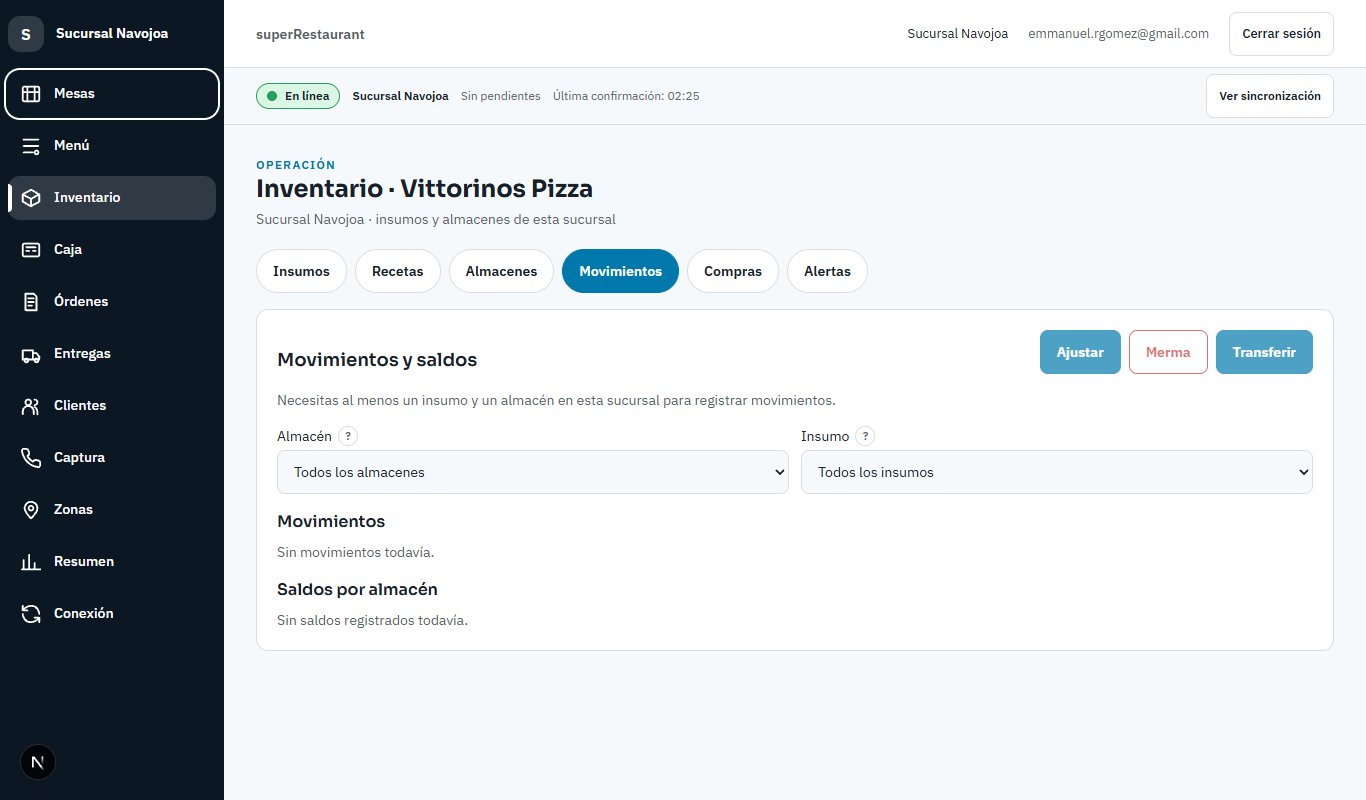 S Sucursal Navojoa
Mesas
Menú
Inventario
Caja
Órdenes
Entregas
Clientes
Captura
Zonas
Resumen
Conexión
N
superRestaurant
Sucursal Navojoa emmanuel.rgomez@gmail.com Cerrar sesión
En línea Sucursal Navojoa Sin pendientes Última confirmación: 02:25 Ver sincronización
OPERACIÓN
Inventario · Vittorinos Pizza
Sucursal Navojoa · insumos y almacenes de esta sucursal
Insumos Recetas Almacenes Movimientos Compras Alertas
Movimientos y saldos Ajustar Merma Transferir
Necesitas al menos un insumo y un almacén en esta sucursal para registrar movimientos.
Almacén ? Insumo ?
Todos los almacenes Todos los insumos
Movimientos
Sin movimientos todavía.
Saldos por almacén
Sin saldos registrados todavía.